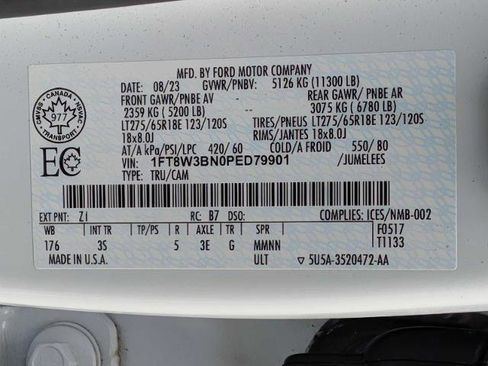 MFD. BY FORD MOTOR COMPANY
DATE: 08/23 GVWR/PNBV: 5126 KG (11300 LB)
FRONT GAWR/PNBE AV REAR GAWR/PNBE AR
2359 KG ( 5200 LB) 3075 KG ( 6780 LB)
LT275/65R18E 123/120S TIRES/PNEUS LT275/65R18E 123/120S
18x8.0J RIMS/JANTES 18x8.0J
AT/A kPa/PSI/LPC 420/60 COLD/A FROID 550/80
VIN: 1FT8W3BN0PED79901 /JUMELEES
TYPE: TRU/CAM
CANADA
977
EC
EXT PNT: Z1 RC: B7 DSO: COMPLIES: ICES/NMB-002
WB INT TR TP/PS R AXLE TR SPR F0517
176 3S 5 3E G MMNN T1133
MADE IN U.S.A. ULT 5U5A-3520472-AA